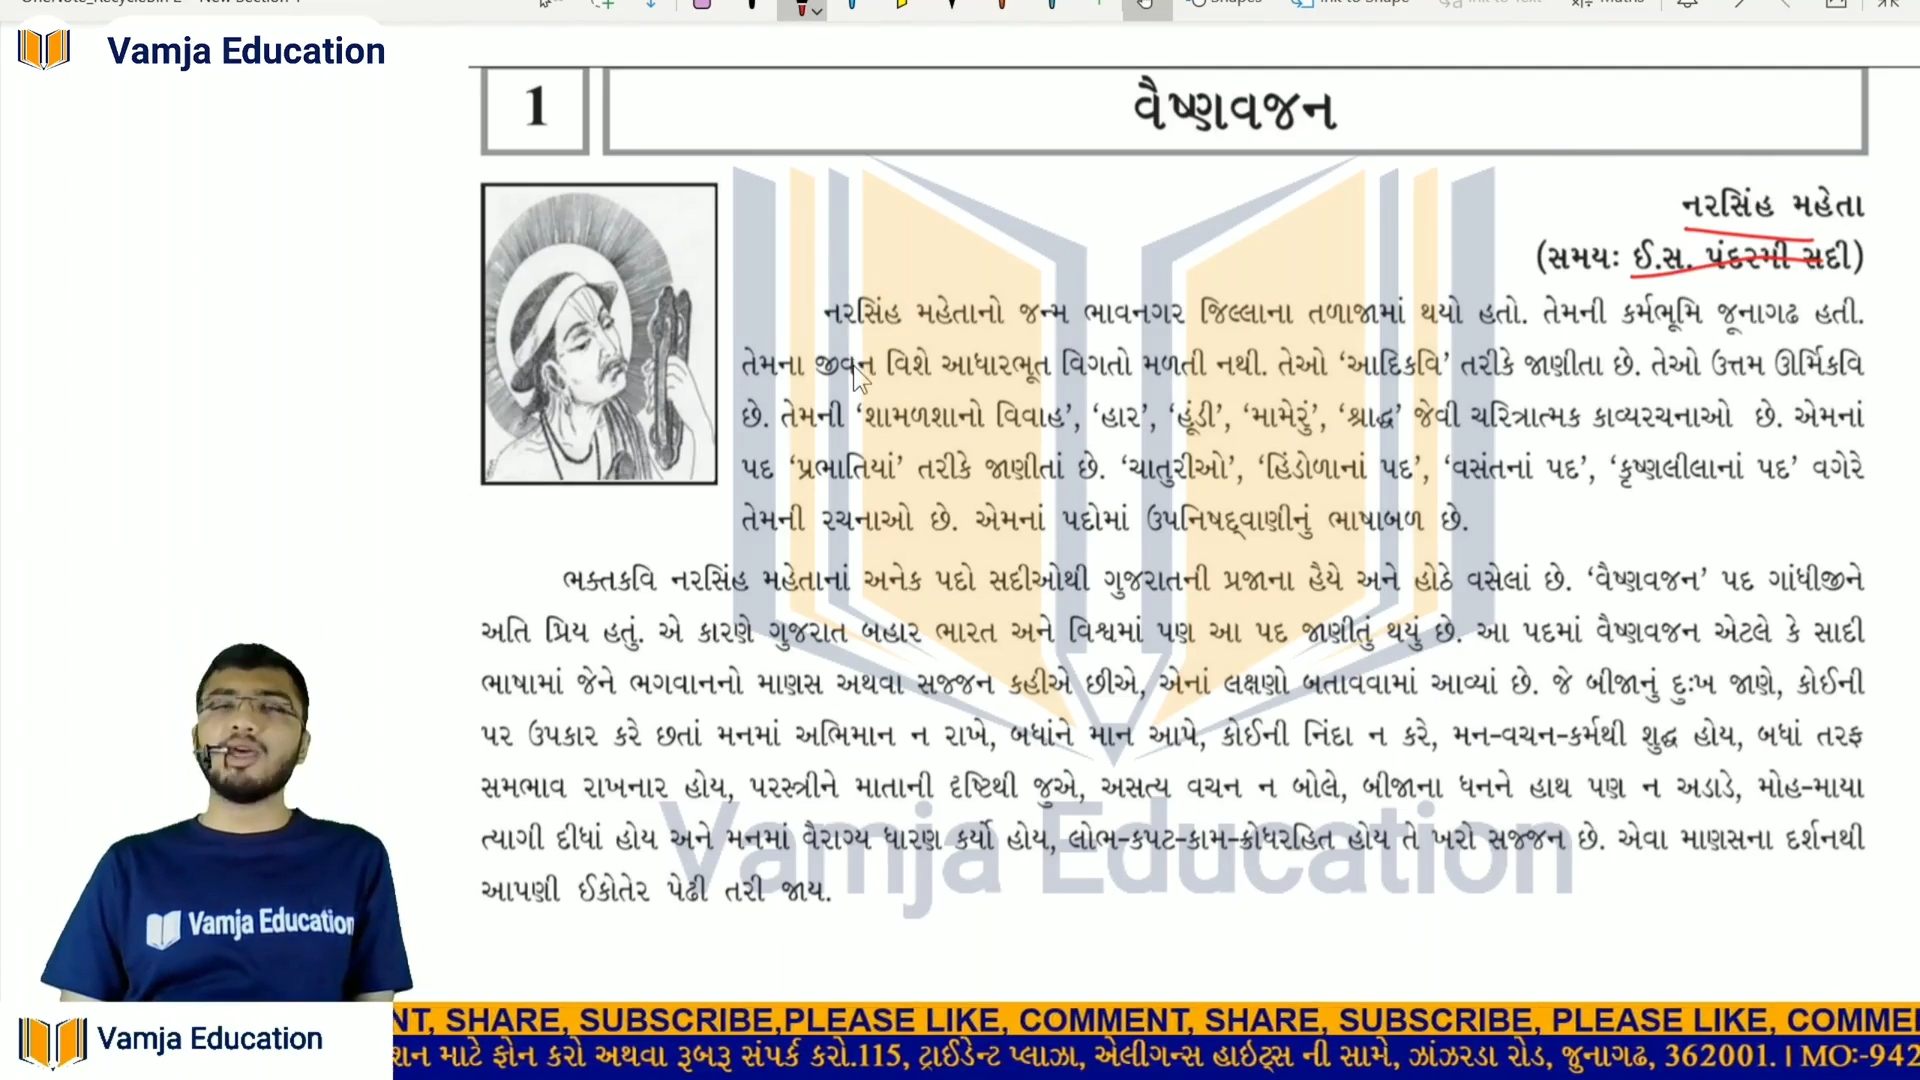 Vamja Education
1
વૈષ્ણવજન
નરસિંહ મહેતા
(સમયઃ ઈ.સ. પંદરમી સદી)
નરસિંહ મહેતાનો જન્મ ભાવનગર જિલ્લાના તળાજામાં થયો હતો. તેમની કર્મભૂમિ જૂનાગઢ હતી.
તેમના જીવન વિશે આધારભૂત વિગતો મળતી નથી. તેઓ ‘આદિકવિ’ તરીકે જાણીતા છે. તેઓ ઉત્તમ ઊર્મિકવિ
છે. તેમની ‘શામળશાનો વિવાહ’, ‘હાર’, ‘હૂંડી’, ‘મામેરું’, ‘શ્રાદ્ધ’ જેવી ચરિત્રાત્મક કાવ્યરચનાઓ છે. એમનાં
પદ ‘પ્રભાતિયાં’ તરીકે જાણીતાં છે. ‘ચાતુરીઓ’, ‘હિંડોળાનાં પદ’, ‘વસંતનાં પદ’, ‘કૃષ્ણલીલાનાં પદ’ વગેરે
તેમની રચનાઓ છે. એમનાં પદોમાં ઉપનિષદ્‌વાણીનું ભાષાબળ છે.
ભક્તકવિ નરસિંહ મહેતાનાં અનેક પદો સદીઓથી ગુજરાતની પ્રજાના હૈયે અને હોઠે વસેલાં છે. ‘વૈષ્ણવજન’ પદ ગાંધીજીને
અતિ પ્રિય હતું. એ કારણે ગુજરાત બહાર ભારત અને વિશ્વમાં પણ આ પદ જાણીતું થયું છે. આ પદમાં વૈષ્ણવજન એટલે કે સાદી
ભાષામાં જેને ભગવાનનો માણસ અથવા સજ્જન કહીએ છીએ, એનાં લક્ષણો બતાવવામાં આવ્યાં છે. જે બીજાનું દુઃખ જાણે, કોઈની
પર ઉપકાર કરે છતાં મનમાં અભિમાન ન રાખે, બધાંને માન આપે, કોઈની નિંદા ન કરે, મન-વચન-કર્મથી શુદ્ધ હોય, બધાં તરફ
સમભાવ રાખનાર હોય, પરસ્ત્રીને માતાની દૃષ્ટિથી જુએ, અસત્ય વચન ન બોલે, બીજાના ધનને હાથ પણ ન અડાડે, મોહ-માયા
ત્યાગી દીધાં હોય અને મનમાં વૈરાગ્ય ધારણ કર્યો હોય, લોભ-કપટ-કામ-ક્રોધરહિત હોય તે ખરો સજ્જન છે. એવા માણસના દર્શનથી
આપણી ઈકોતેર પેઢી તરી જાય.
Vamja Education
Vamja Education
Vamja Education
NT, SHARE, SUBSCRIBE,PLEASE LIKE, COMMENT, SHARE, SUBSCRIBE, PLEASE LIKE, COMME
શન માટે ફોન કરો અથવા રૂબરૂ સંપર્ક કરો.115, ટ્રાઈડેન્ટ પ્લાઝા, એલીગન્સ હાઇટ્સ ની સામે, ઝાંઝરડા રોડ, જુનાગઢ, 362001. | MO:-942